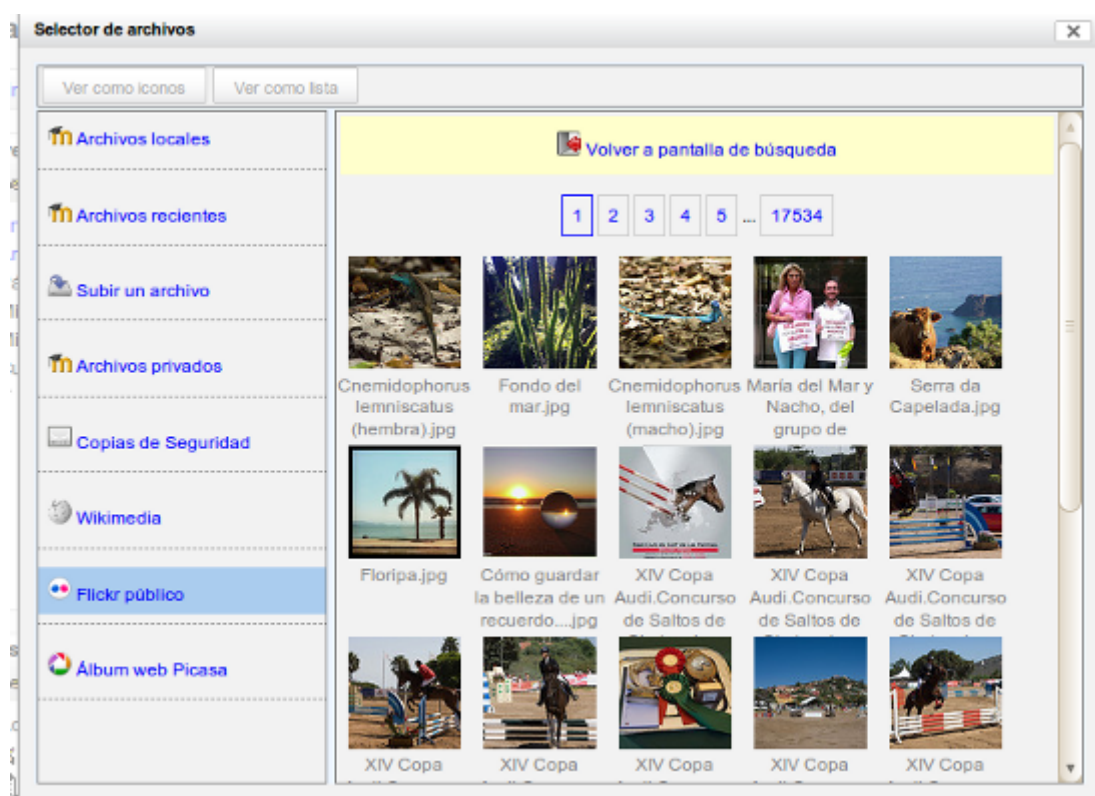 Selector de archivos
Ver como iconos
Ver como lista
Archivos locales
Archivos recientes
Subir un archivo
Archivos privados
Copias de Seguridad
Wikimedia
Flickr público
Álbum web Picasa
Volver a pantalla de búsqueda
1 2 3 4 5 ... 17534
Cnemidophorus
lemniscatus
(hembra).jpg
Fondo del
mar.jpg
Cnemidophorus
lemniscatus
(macho).jpg
María del Mar y
Nacho, del
grupo de
Serra da
Capelada.jpg
Floripa.jpg
Cómo guardar
la belleza de un
recuerdo....jpg
XIV Copa
Audi.Concurso
de Saltos de
XIV Copa
Audi.Concurso
de Saltos de
XIV Copa
Audi.Concurso
de Saltos de
XIV Copa
XIV Copa
XIV Copa
XIV Copa
XIV Copa